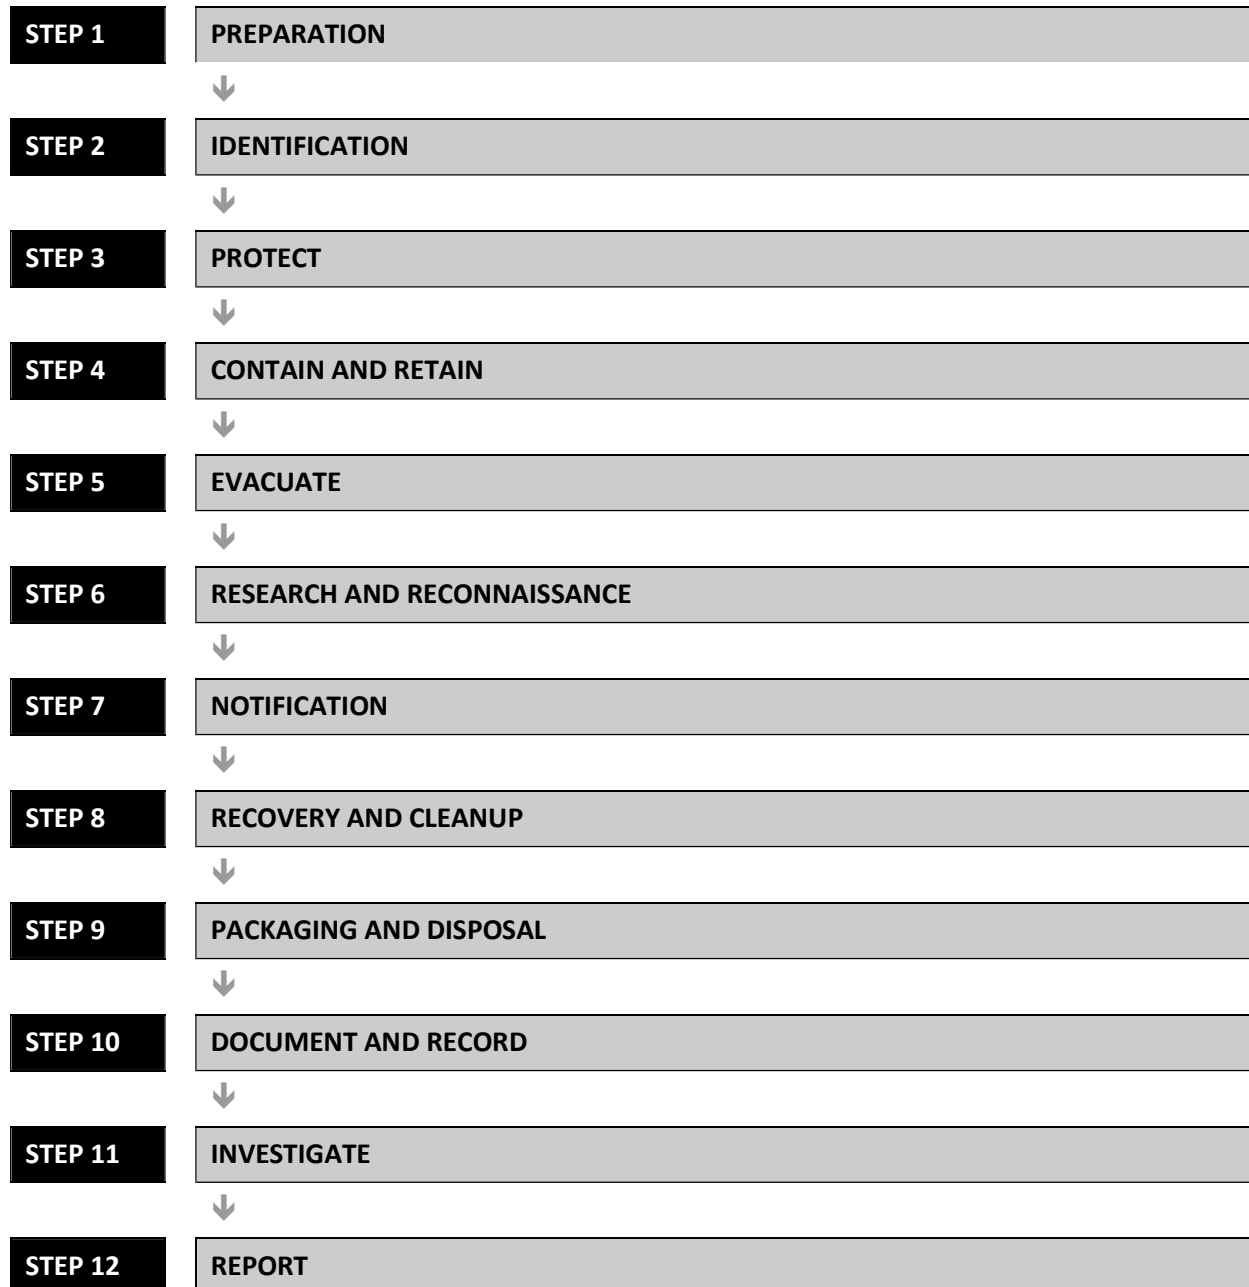 STEP 1 PREPARATION
STEP 2 IDENTIFICATION
STEP 3 PROTECT
STEP 4 CONTAIN AND RETAIN
STEP 5 EVACUATE
STEP 6 RESEARCH AND RECONNAISSANCE
STEP 7 NOTIFICATION
STEP 8 RECOVERY AND CLEANUP
STEP 9 PACKAGING AND DISPOSAL
STEP 10 DOCUMENT AND RECORD
STEP 11 INVESTIGATE
STEP 12 REPORT